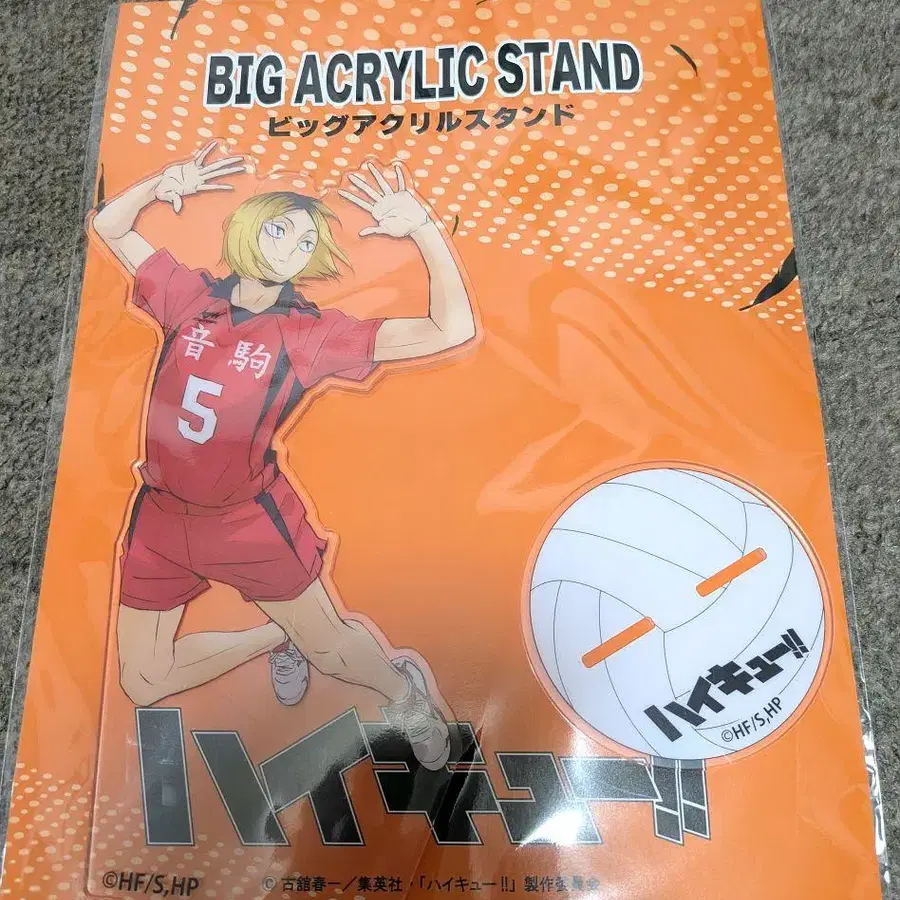 BIG ACRYLIC STAND
ビッグアクリルスタンド
音駒
5
ハイキュー!!
©HF/S,HP
ハイキュー!!
©HF/S,HP
© 古舘春一／集英社・「ハイキュー!!」製作委員会